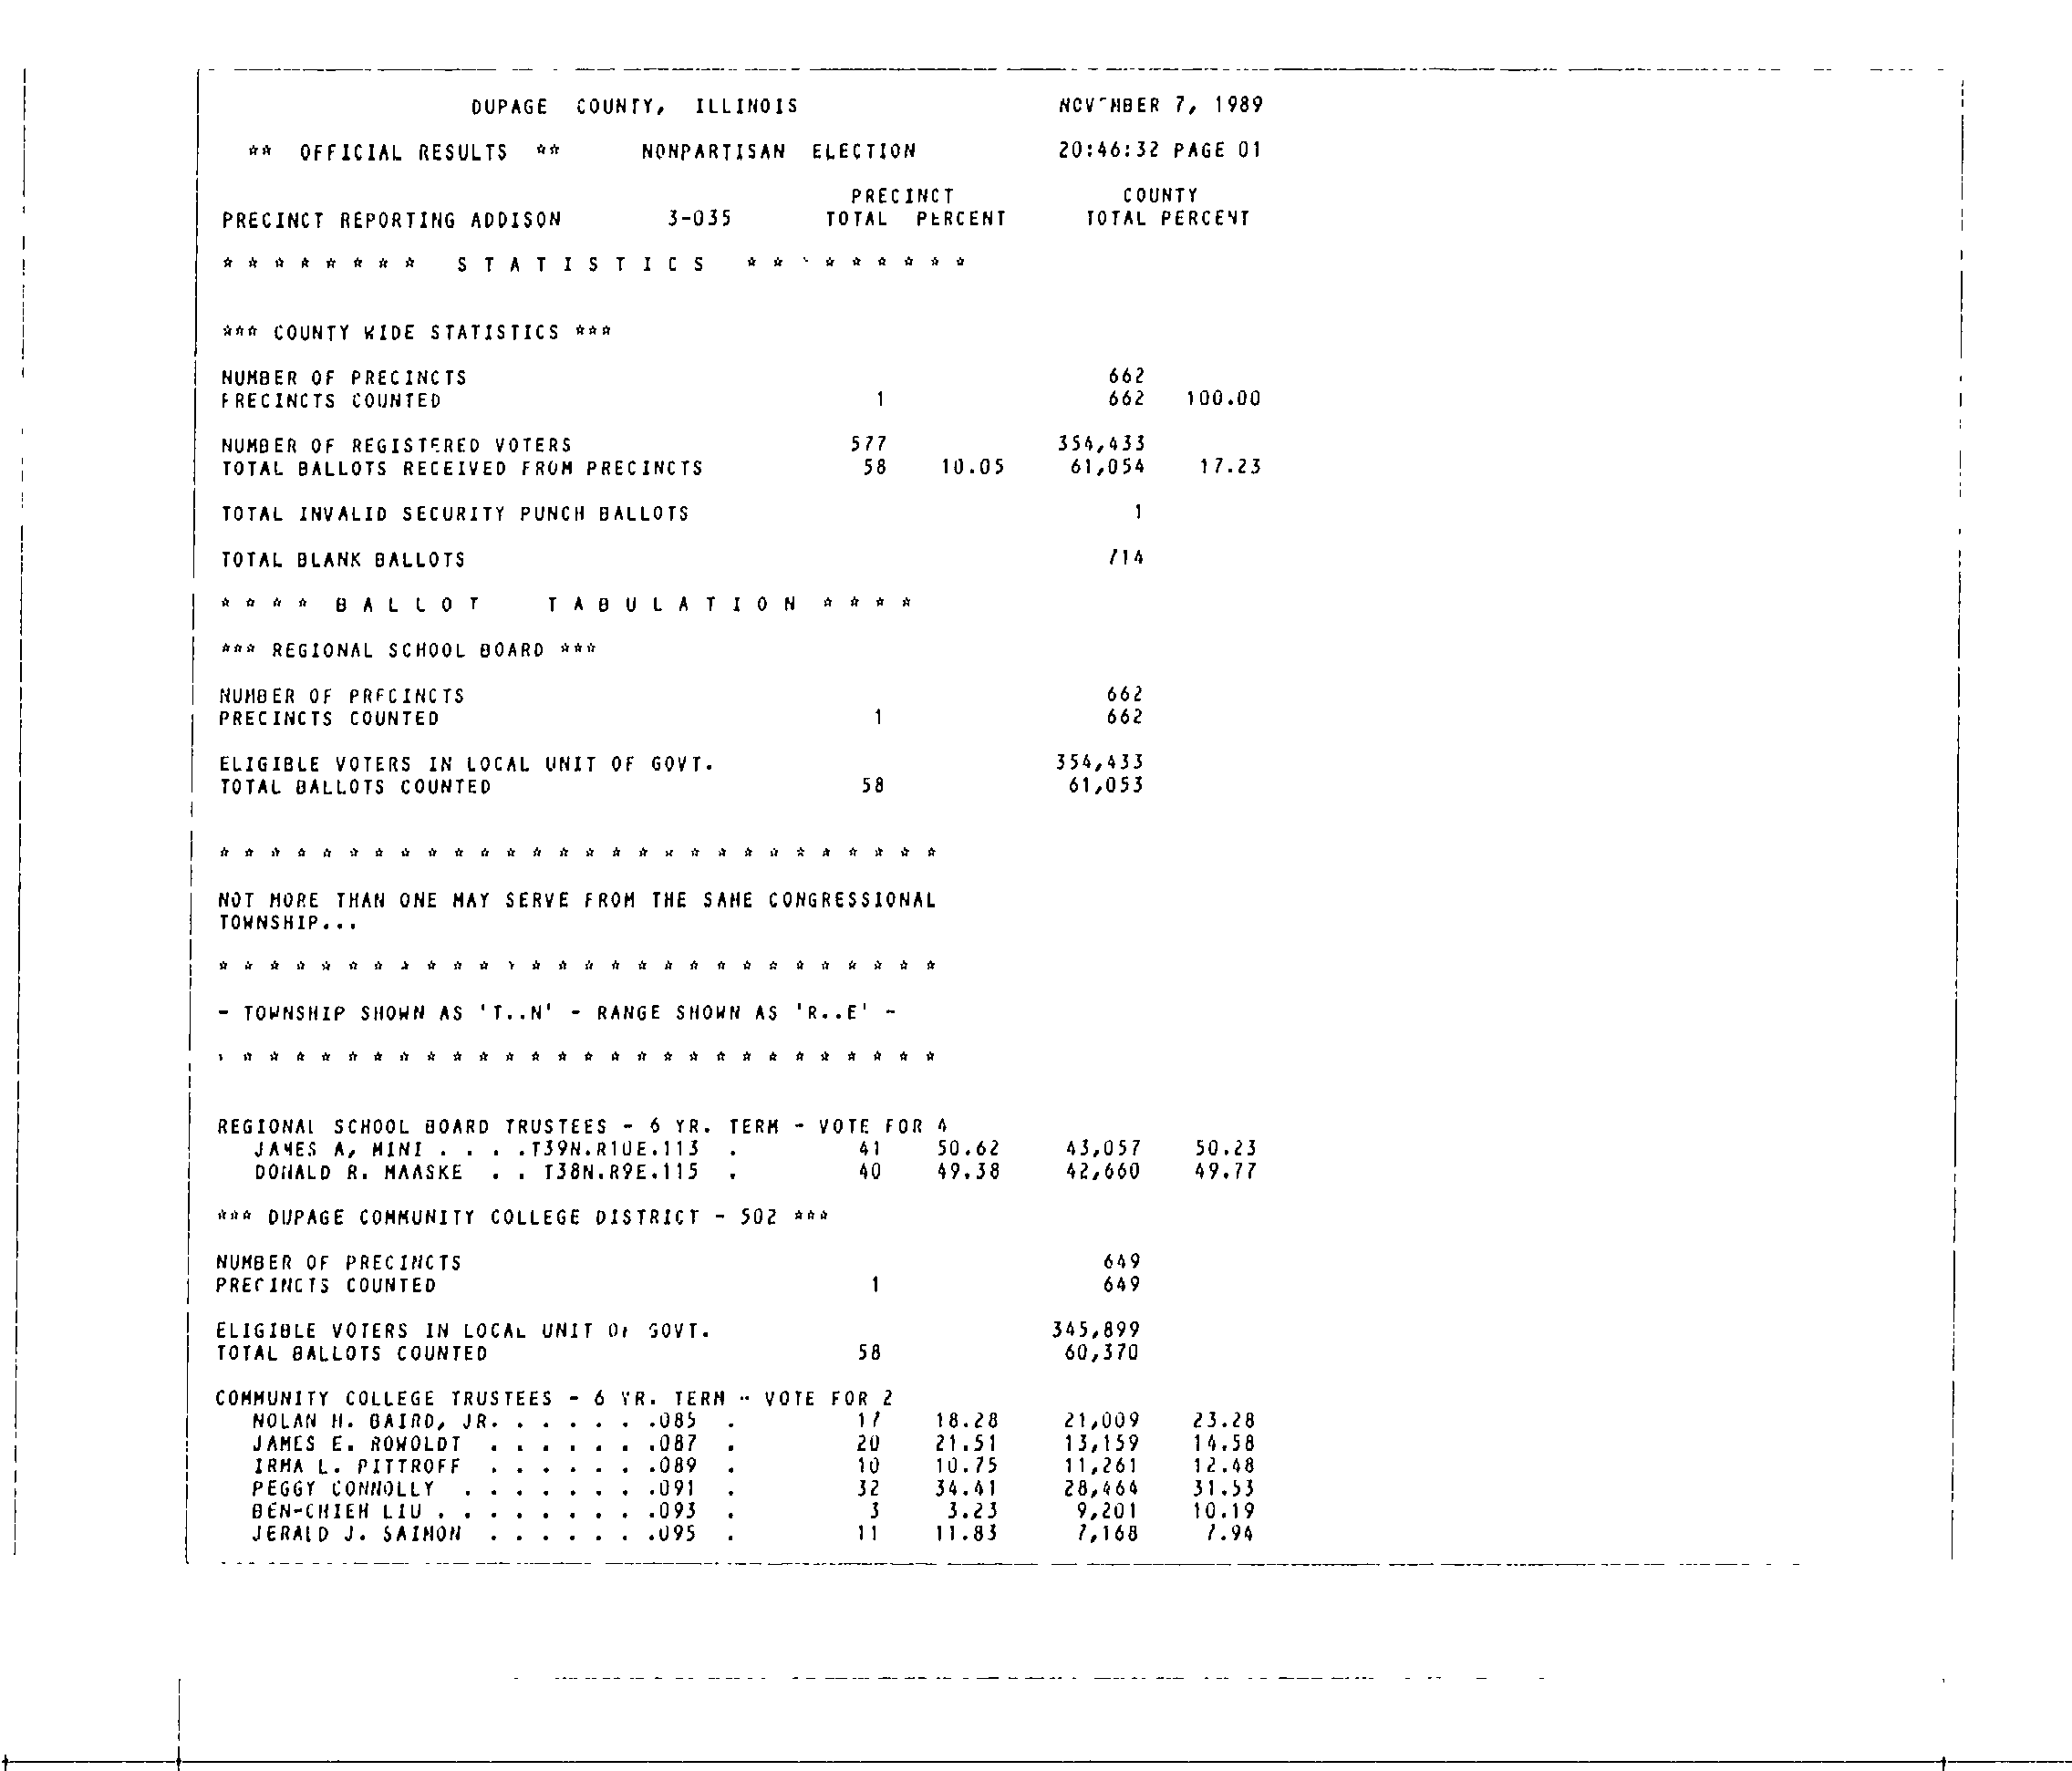 DUPAGE COUNTY, ILLINOIS NOVEMBER 7, 1989
** OFFICIAL RESULTS ** NONPARTISAN ELECTION 20:46:32 PAGE 01
PRECINCT COUNTY
PRECINCT REPORTING ADDISON 3-035 TOTAL PERCENT TOTAL PERCENT
* * * * * * * * S T A T I S T I C S * * * * * * * * *
*** COUNTY WIDE STATISTICS ***
NUMBER OF PRECINCTS 662
PRECINCTS COUNTED 1 662 100.00
NUMBER OF REGISTERED VOTERS 577 354,433
TOTAL BALLOTS RECEIVED FROM PRECINCTS 58 10.05 61,054 17.23
TOTAL INVALID SECURITY PUNCH BALLOTS 1
TOTAL BLANK BALLOTS 714
* * * * B A L L O T T A B U L A T I O N * * * *
*** REGIONAL SCHOOL BOARD ***
NUMBER OF PRECINCTS 662
PRECINCTS COUNTED 1 662
ELIGIBLE VOTERS IN LOCAL UNIT OF GOVT. 354,433
TOTAL BALLOTS COUNTED 58 61,053
* * * * * * * * * * * * * * * * * * * * * * * * * * * *
NOT MORE THAN ONE MAY SERVE FROM THE SAME CONGRESSIONAL
TOWNSHIP...
* * * * * * * * * * * * * * * * * * * * * * * * * * * *
- TOWNSHIP SHOWN AS 'T..N' - RANGE SHOWN AS 'R..E' -
* * * * * * * * * * * * * * * * * * * * * * * * * * * *
REGIONAL SCHOOL BOARD TRUSTEES - 6 YR. TERM - VOTE FOR 4
JAMES A, MINI . . . .T39N.R10E.113 . 41 50.62 43,057 50.23
DONALD R. MAASKE . . T38N.R9E.115 . 40 49.38 42,660 49.77
*** DUPAGE COMMUNITY COLLEGE DISTRICT - 502 ***
NUMBER OF PRECINCTS 649
PRECINCTS COUNTED 1 649
ELIGIBLE VOTERS IN LOCAL UNIT OF GOVT. 345,899
TOTAL BALLOTS COUNTED 58 60,370
COMMUNITY COLLEGE TRUSTEES - 6 YR. TERM - VOTE FOR 2
NOLAN H. BAIRD, JR. . . . . . .085 . 17 18.28 21,009 23.28
JAMES E. ROWOLDT . . . . . . .087 . 20 21.51 13,159 14.58
IRMA L. PITTROFF . . . . . . .089 . 10 10.75 11,261 12.48
PEGGY CONNOLLY . . . . . . . .091 . 32 34.41 28,464 31.53
BEN-CHIEH LIU . . . . . . . . .093 . 3 3.23 9,201 10.19
JERALD J. SAIMON . . . . . . .095 . 11 11.83 7,168 7.94